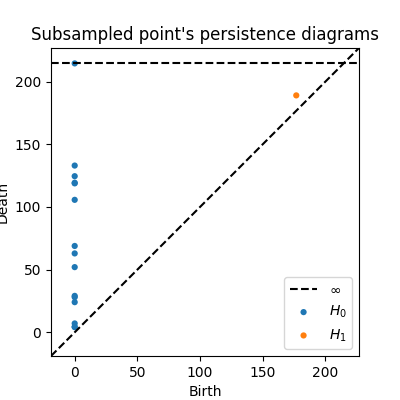 Subsampled point's persistence diagrams
Death
200
150
100
50
0
0 50 100 150 200
Birth
∞
H₀
H₁